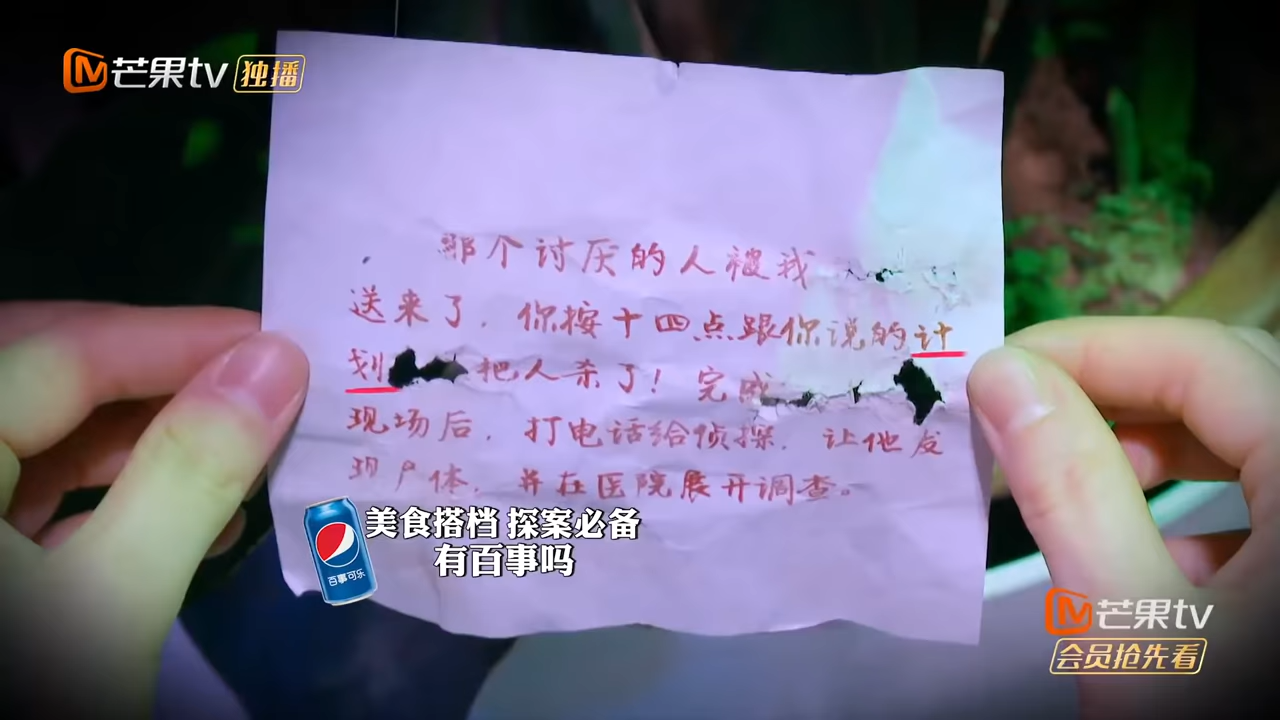 芒果tv 独播
那个讨厌的人被我
送来了，你按十四点跟你说的计
划 把人杀了！完成
现场后，打电话给侦探，让他发
现尸体，并在医院展开调查。
美食搭档 探案必备
有百事吗
百事可乐
芒果tv
会员抢先看